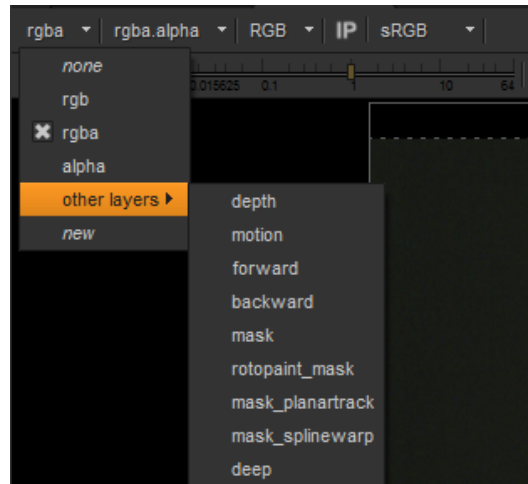 rgba rgba.alpha RGB IP sRGB
none
0.015625 0.1 1 10 64
rgb
rgba
alpha
other layers
depth
new
motion
forward
backward
mask
rotopaint_mask
mask_planartrack
mask_splinewarp
deep